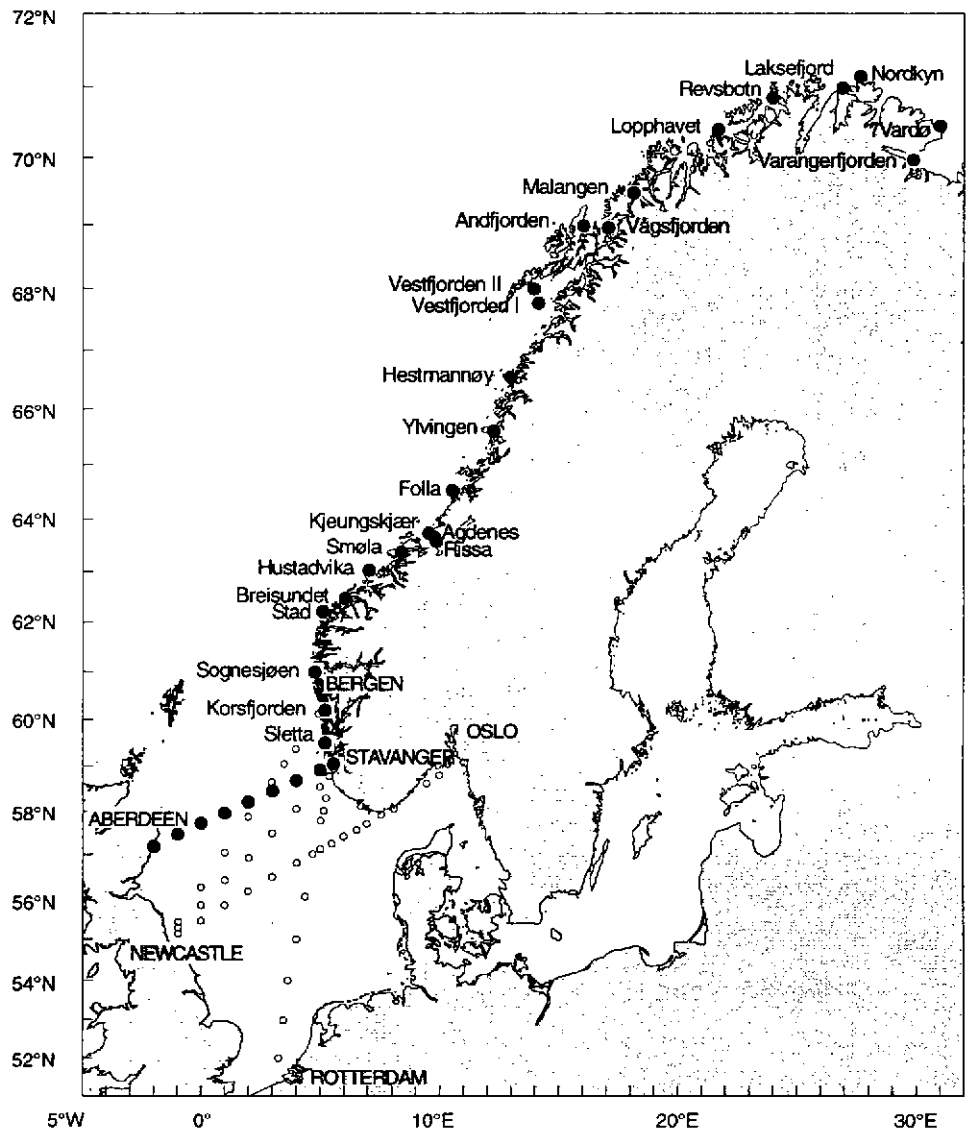 72°N
Laksefjord
Nordkyn
Revsbotn
Lopphavet
Vardø
70°N
Varangerfjorden
Malangen
Andfjorden
Vågsfjorden
68°N
Vestfjorden II
Vestfjorden I
Hestmannøy
66°N
Ylvingen
Folla
64°N
Kjeungskjær
Agdenes
Smøla
Rissa
Hustadvika
Breisundet
Stad
62°N
Sognesjøen
BERGEN
Korsfjorden
60°N
Sletta
OSLO
STAVANGER
58°N
ABERDEEN
56°N
NEWCASTLE
54°N
52°N
ROTTERDAM
5°W 0° 10°E 20°E 30°E